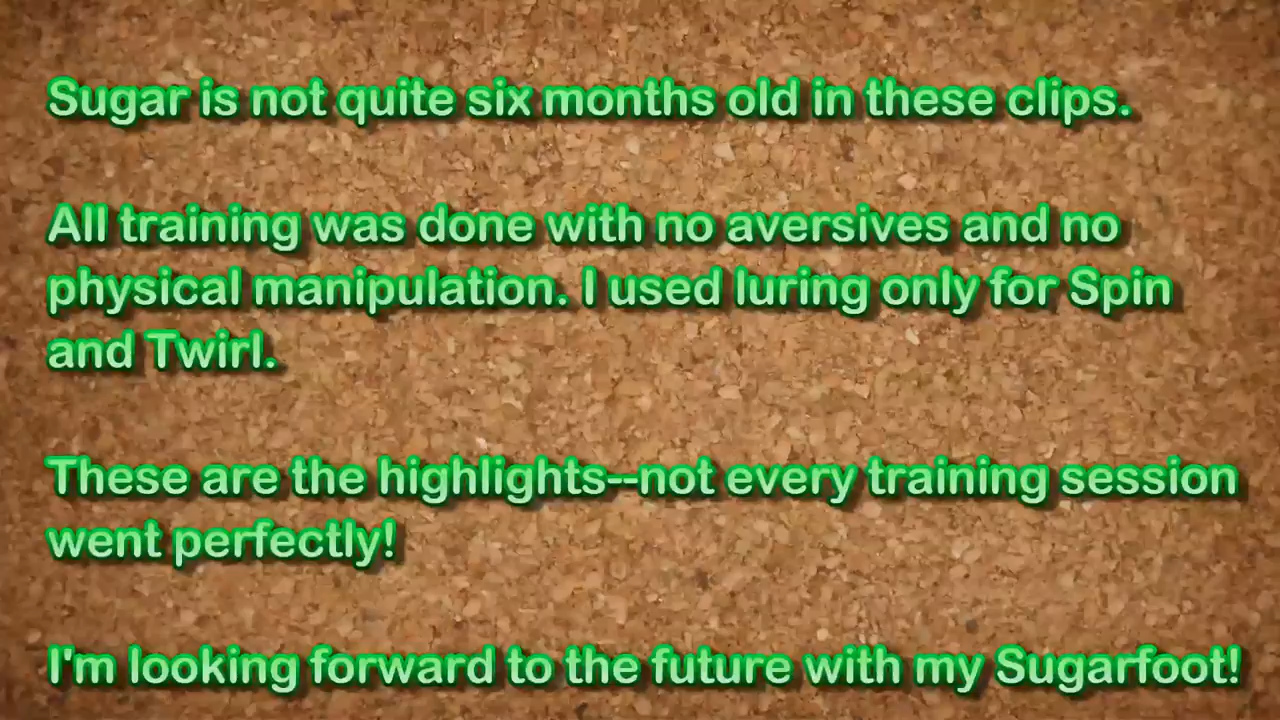 Sugar is not quite six months old in these clips.
All training was done with no aversives and no
physical manipulation. I used luring only for Spin
and Twirl.
These are the highlights--not every training session
went perfectly!
I'm looking forward to the future with my Sugarfoot!